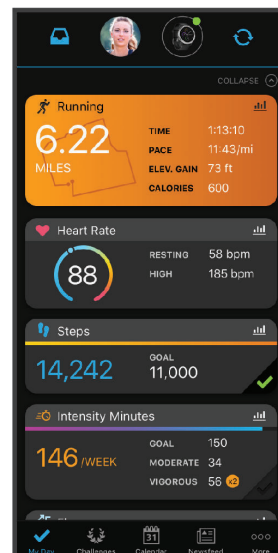 COLLAPSE
Running
6.22
MILES
TIME 1:13:10
PACE 11:43/mi
ELEV. GAIN 73 ft
CALORIES 600
Heart Rate
88
RESTING 58 bpm
HIGH 185 bpm
Steps
14,242
GOAL
11,000
Intensity Minutes
146 /WEEK
GOAL 150
MODERATE 34
VIGOROUS 56 x2
31
My Day Challenges Calendar Newsfeed More